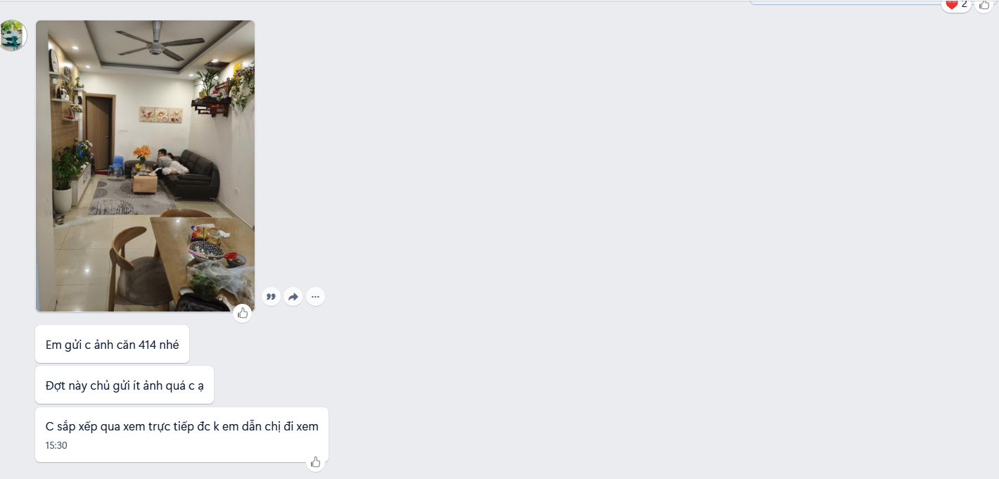 2
Em gửi c ảnh căn 414 nhé
Đợt này chủ gửi ít ảnh quá c ạ
C sắp xếp qua xem trực tiếp đc k em dẫn chị đi xem
15:30